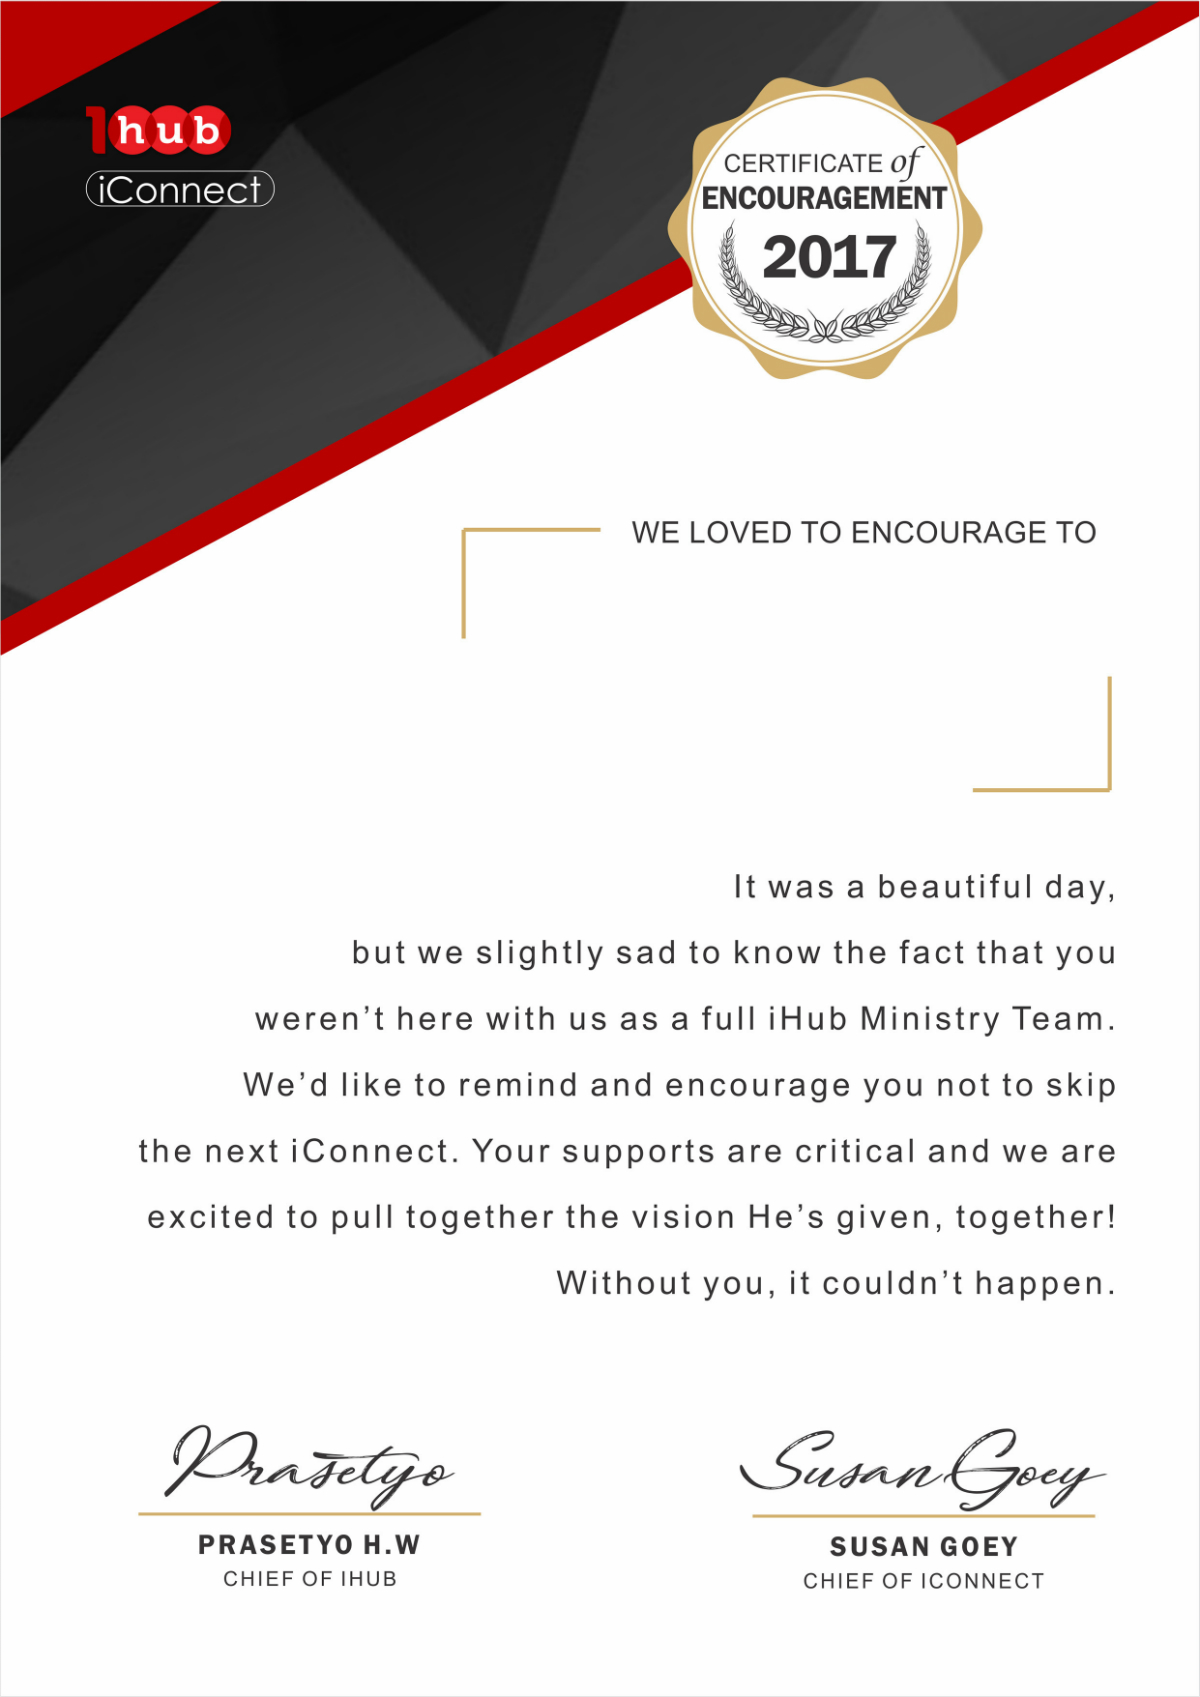 1hub
iConnect
CERTIFICATE of
ENCOURAGEMENT
2017
WE LOVED TO ENCOURAGE TO
It was a beautiful day,
but we slightly sad to know the fact that you
weren’t here with us as a full iHub Ministry Team.
We’d like to remind and encourage you not to skip
the next iConnect. Your supports are critical and we are
excited to pull together the vision He’s given, together!
Without you, it couldn’t happen.
Prasetyo
PRASETYO H.W
CHIEF OF IHUB
Susan Goey
SUSAN GOEY
CHIEF OF ICONNECT